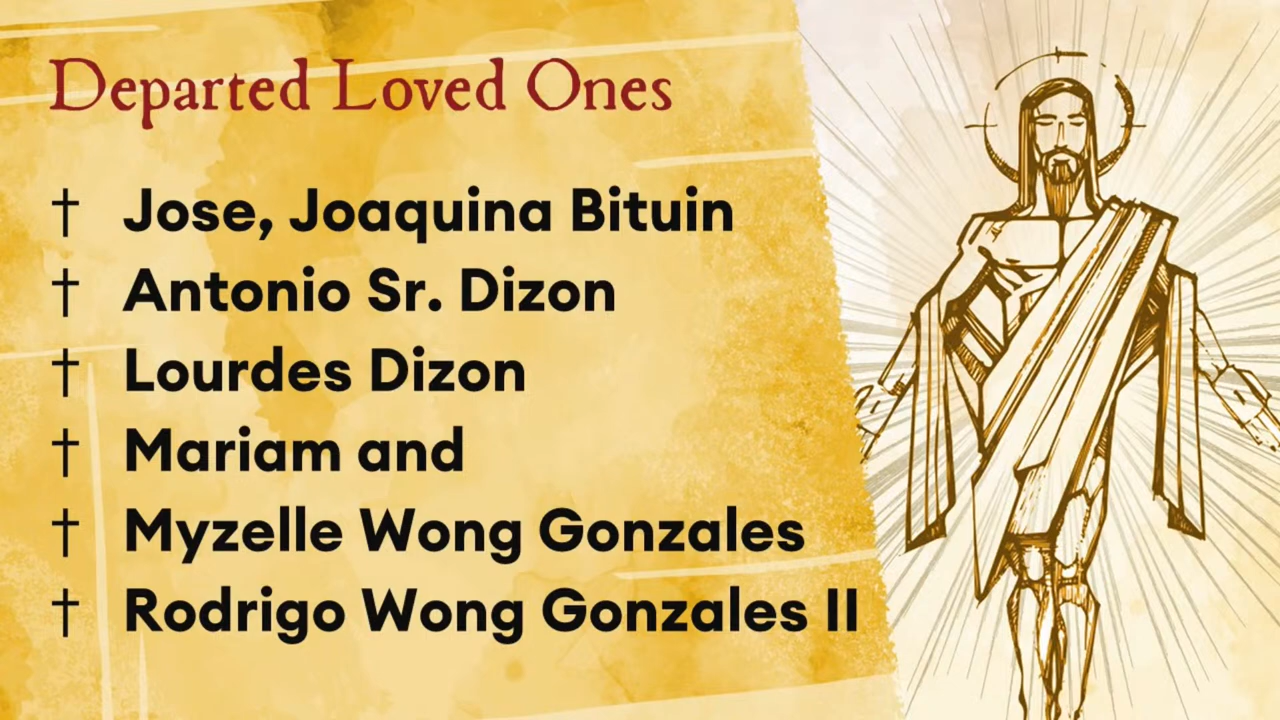 Departed Loved Ones
† Jose, Joaquina Bituin
† Antonio Sr. Dizon
† Lourdes Dizon
† Mariam and
† Myzelle Wong Gonzales
† Rodrigo Wong Gonzales II